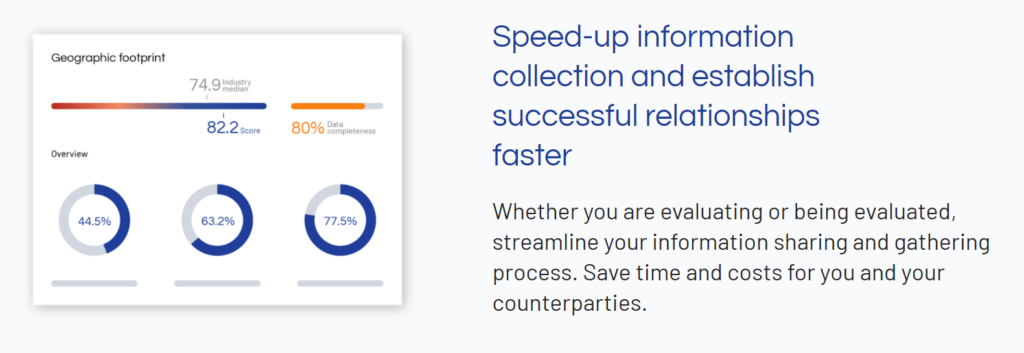 Geographic footprint
74.9 Industry median
82.2 Score
80% Data completeness
Overview
44.5%
63.2%
77.5%
Speed-up information
collection and establish
successful relationships
faster
Whether you are evaluating or being evaluated,
streamline your information sharing and gathering
process. Save time and costs for you and your
counterparties.